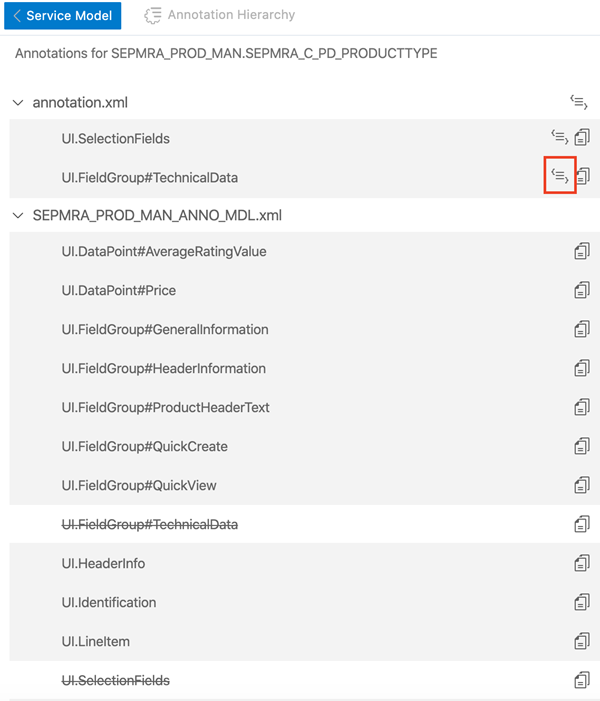 Service Model Annotation Hierarchy
Annotations for SEPMRA_PROD_MAN.SEPMRA_C_PD_PRODUCTTYPE
annotation.xml
UI.SelectionFields
UI.FieldGroup#TechnicalData
SEPMRA_PROD_MAN_ANNO_MDL.xml
UI.DataPoint#AverageRatingValue
UI.DataPoint#Price
UI.FieldGroup#GeneralInformation
UI.FieldGroup#HeaderInformation
UI.FieldGroup#ProductHeaderText
UI.FieldGroup#QuickCreate
UI.FieldGroup#QuickView
UI.FieldGroup#TechnicalData
UI.HeaderInfo
UI.Identification
UI.LineItem
UI.SelectionFields